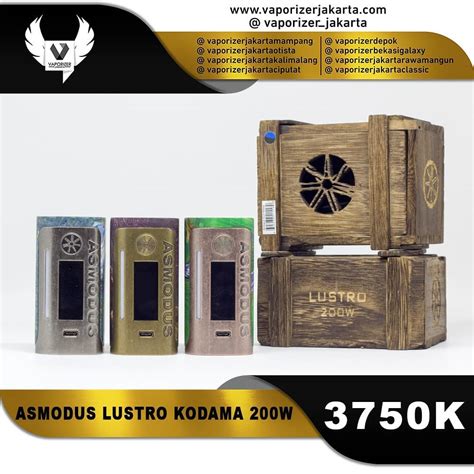 www.vaporizerjakarta.com
@ vaporizer_jakarta
@ vaporizerjakartamampang
@ vaporizerjakartaotista
@ vaporizerjakartakalimalang
@ vaporizerjakartaciputat
@ vaporizerdepok
@ vaporizerbekasigalaxy
@ vaporizerjakartarawamangun
@ vaporizerjakartaclassic
VAPORIZER
ASMODUS
ASMODUS
ASMODUS
LUSTRO
200W
ASMODUS LUSTRO KODAMA 200W
3750K